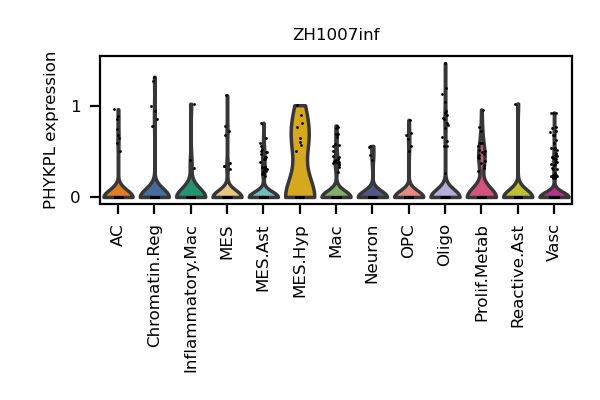 ZH1007inf
PHYKPL expression
1
0
AC
Chromatin.Reg
Inflammatory.Mac
MES
MES.Ast
MES.Hyp
Mac
Neuron
OPC
Oligo
Prolif.Metab
Reactive.Ast
Vasc